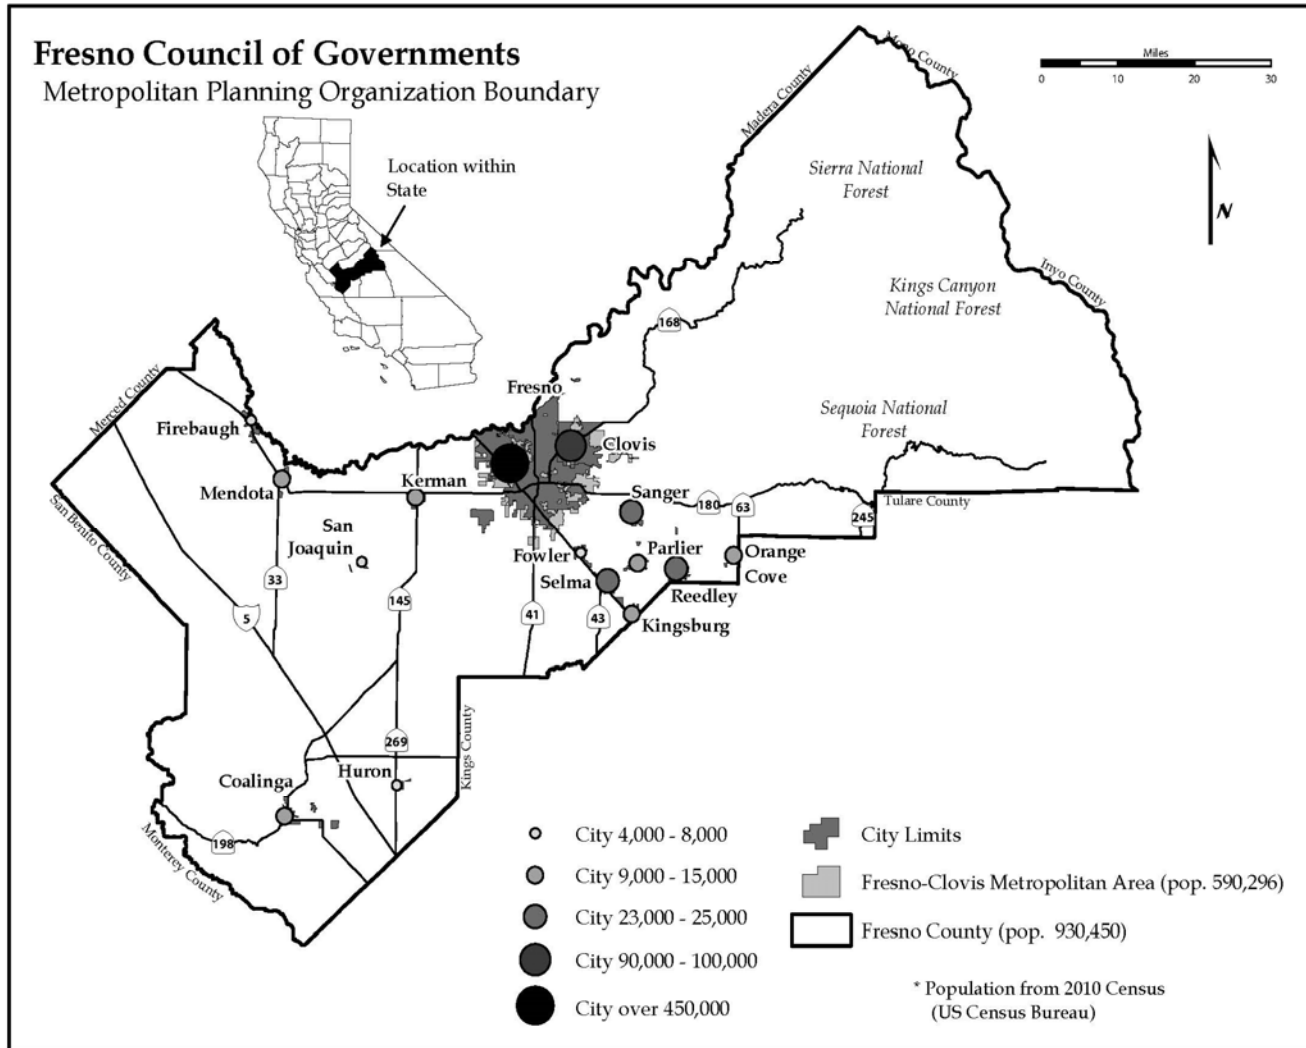 Fresno Council of Governments
Metropolitan Planning Organization Boundary
Miles
0 10 20 30
N
Location within
State
Mono County
Madera County
Sierra National
Forest
Inyo County
Kings Canyon
National Forest
168
Merced County
Fresno
Sequoia National
Forest
Firebaugh
Clovis
Mendota
Kerman
Sanger
180
63
245
Tulare County
San Benito County
San
Joaquin
Fowler
Parlier
Orange
Cove
33
145
Selma
Reedley
5
41
43
Kingsburg
269
Kings County
Coalinga
Huron
198
Monterey County
City 4,000 - 8,000
City 9,000 - 15,000
City 23,000 - 25,000
City 90,000 - 100,000
City over 450,000
City Limits
Fresno-Clovis Metropolitan Area (pop. 590,296)
Fresno County (pop. 930,450)
* Population from 2010 Census
(US Census Bureau)